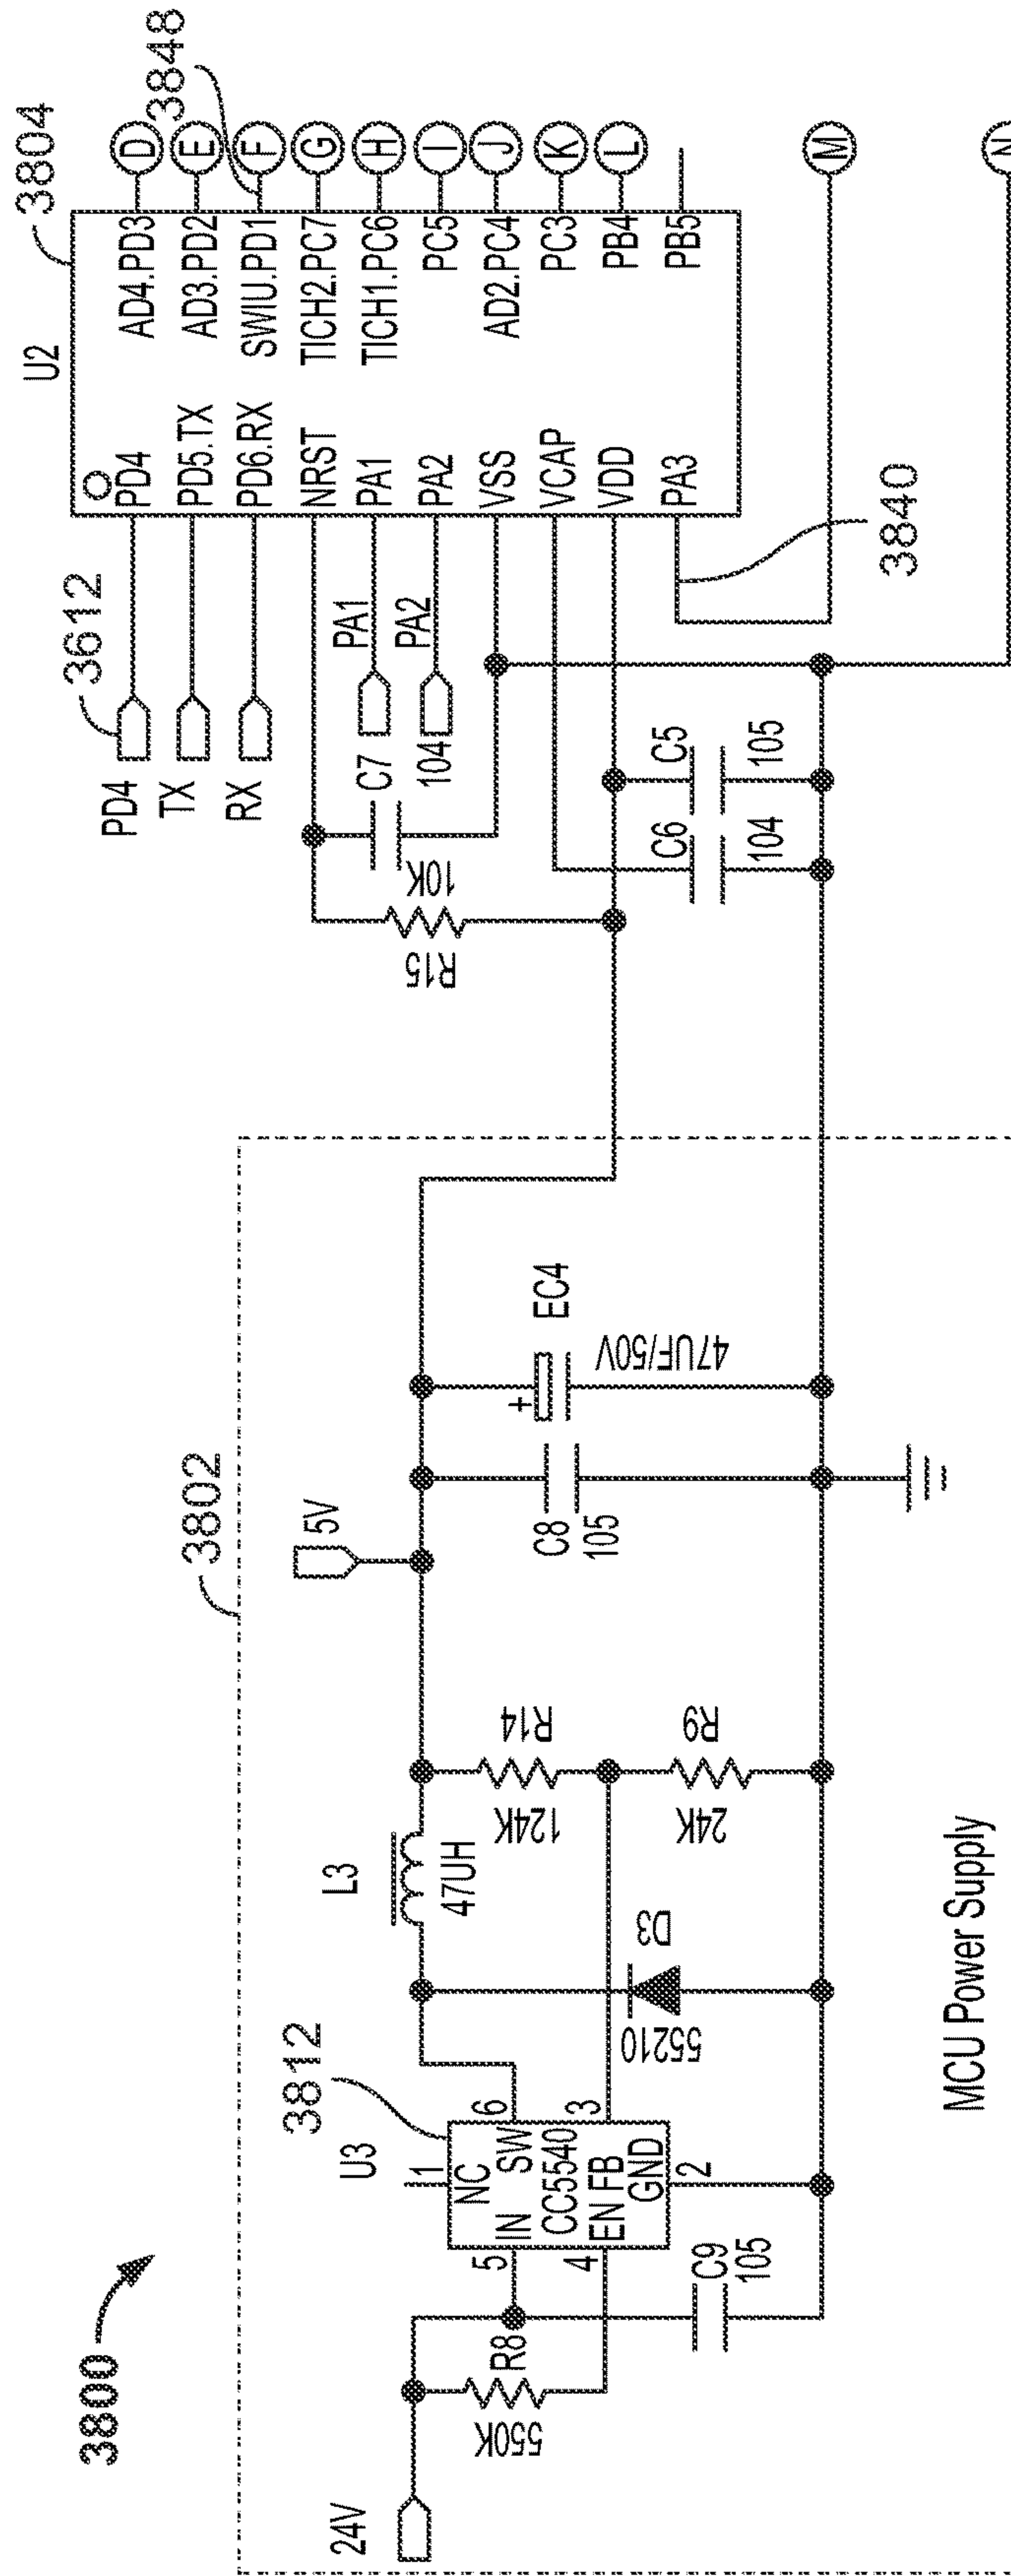 3800
3802
24V
550K
R8
C9
105
3812
U3
1
NC
5
IN
SW
6
CC5540
4
EN
FB
3
GND
2
55210
D3
L3
47UH
124K
R14
24K
R9
5V
C8
105
+
EC4
47UF/50V
MCU Power Supply
R15
10K
C7
104
C6
104
C5
105
PD4
TX
RX
3612
PA1
PA2
3804
U2
PD4
PD5.TX
PD6.RX
NRST
PA1
PA2
VSS
VCAP
VDD
PA3
AD4.PD3
AD3.PD2
SWIU.PD1
TICH2.PC7
TICH1.PC6
PC5
AD2.PC4
PC3
PB4
PB5
D
E
F
G
H
I
J
K
L
M
N
3848
3840